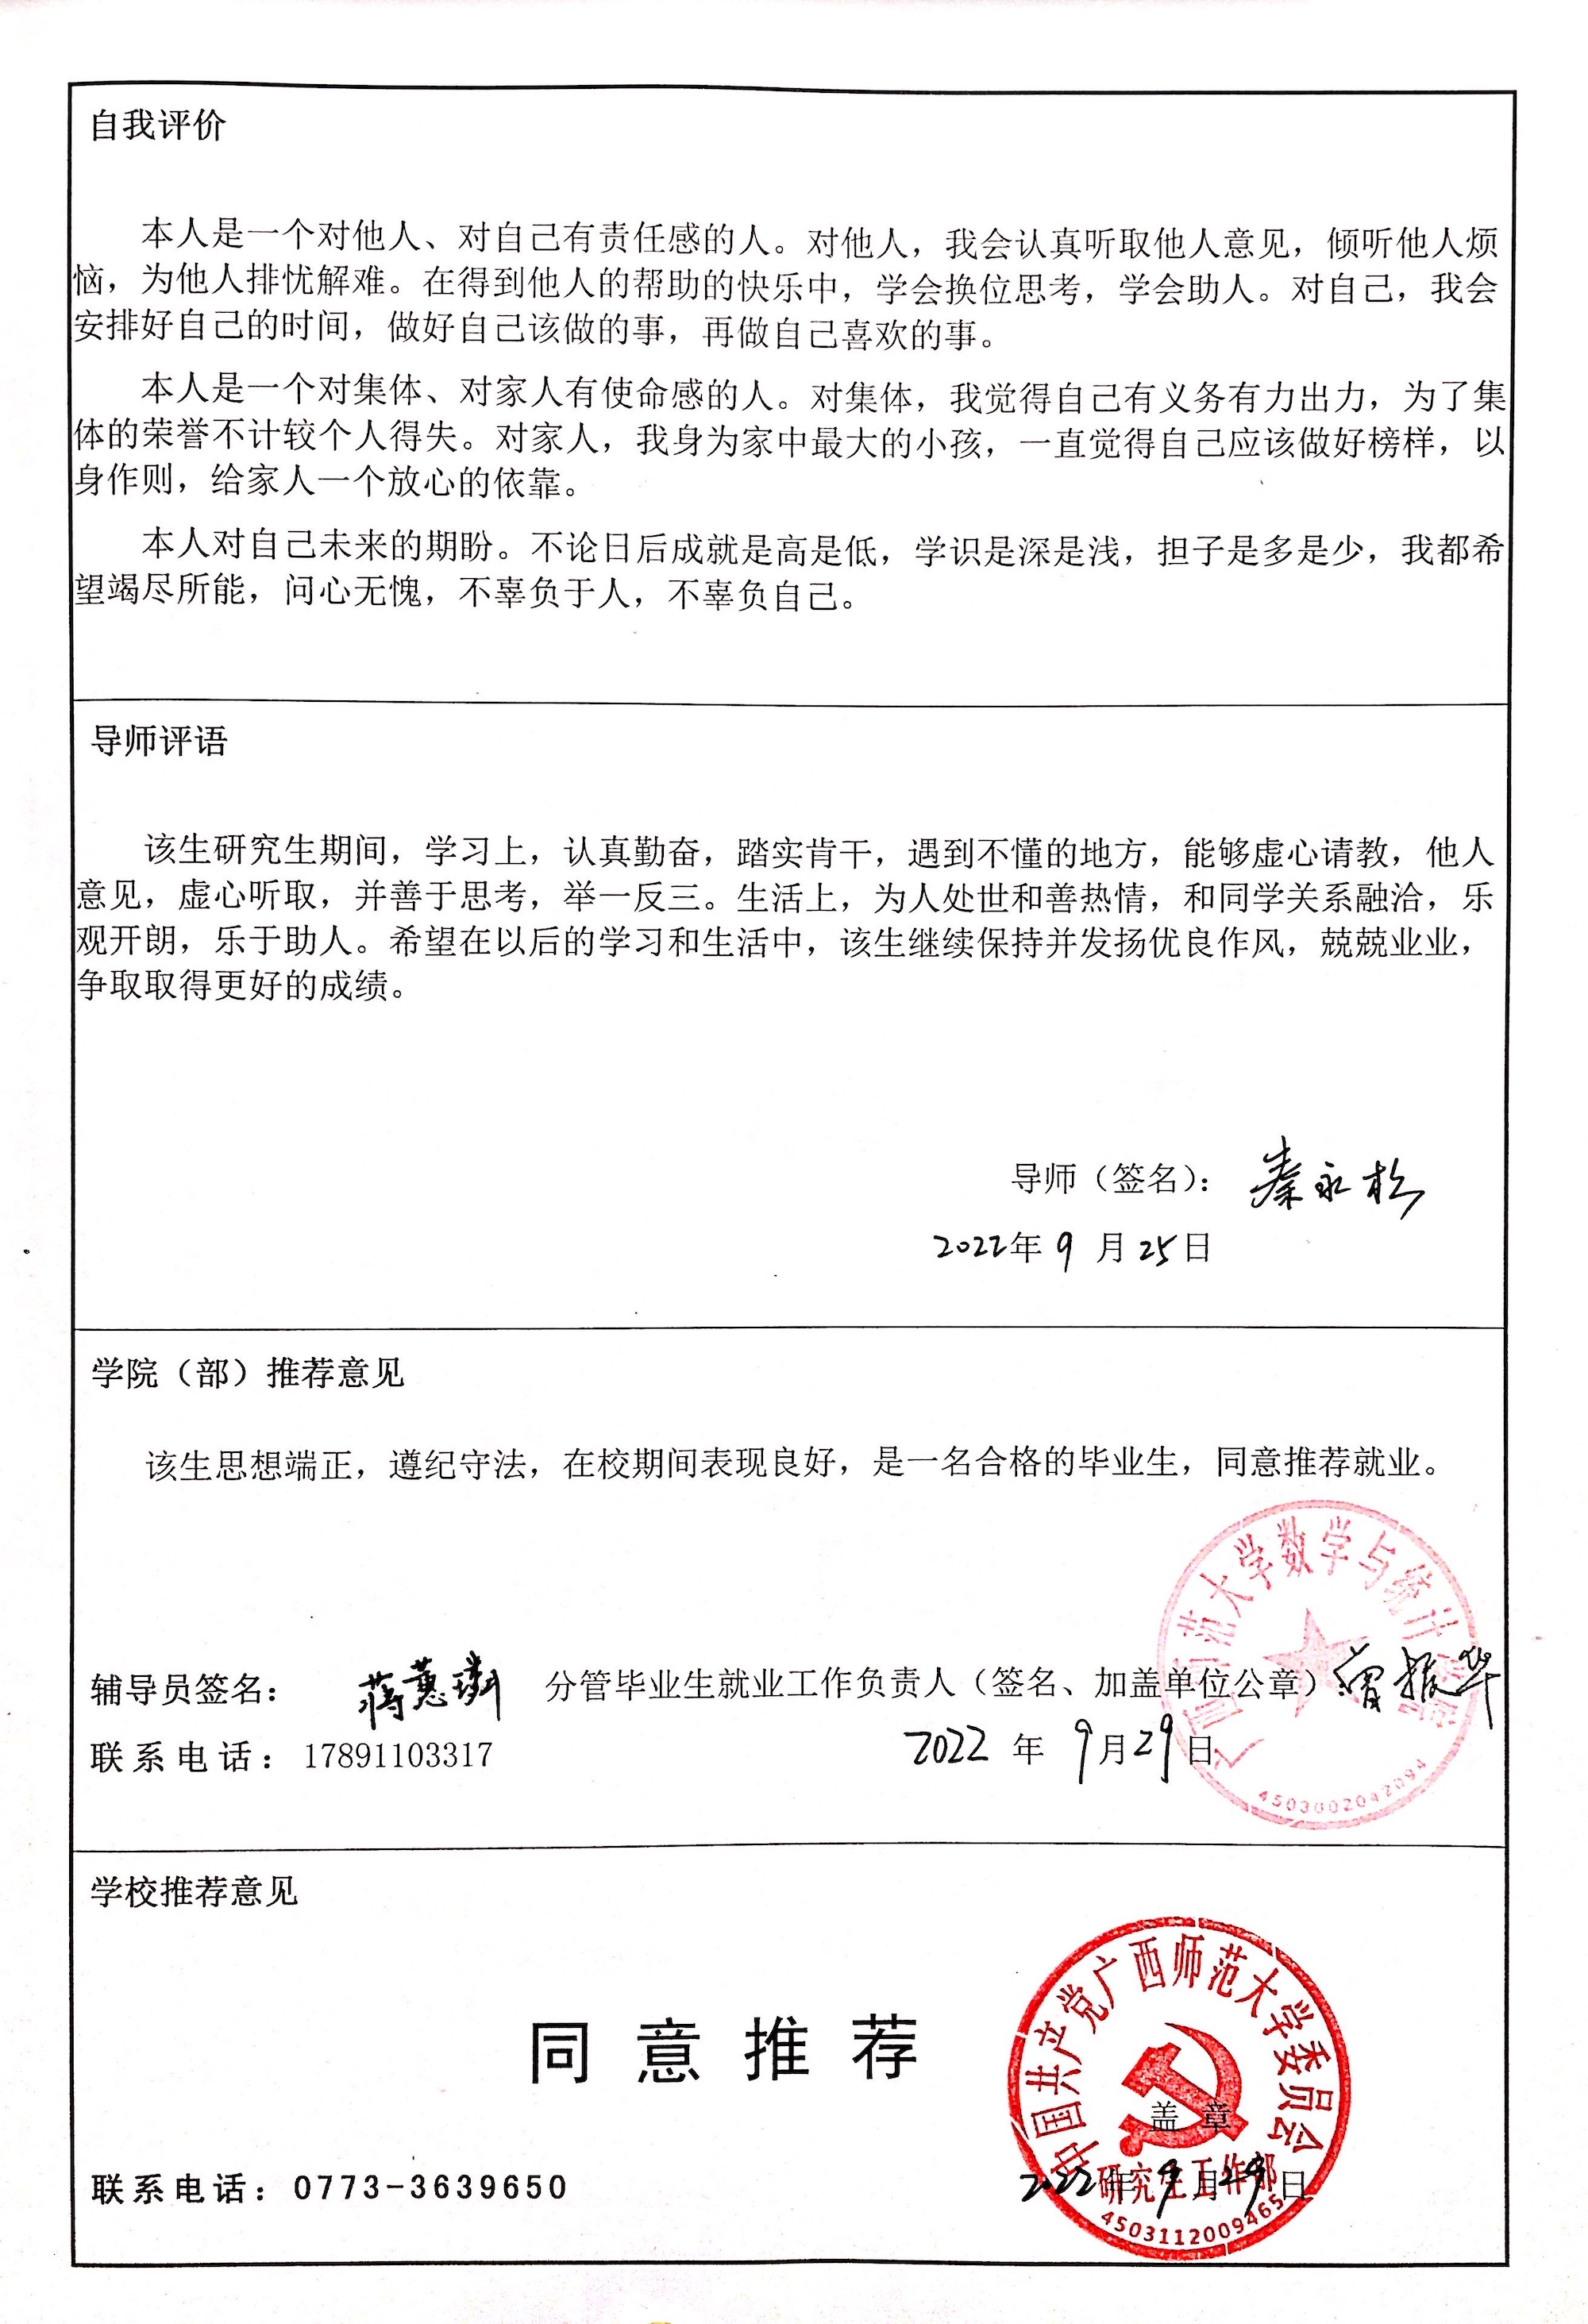 自我评价
本人是一个对他人、对自己有责任感的人。对他人，我会认真听取他人意见，倾听他人烦
恼，为他人排忧解难。在得到他人的帮助的快乐中，学会换位思考，学会助人。对自己，我会
安排好自己的时间，做好自己该做的事，再做自己喜欢的事。
本人是一个对集体、对家人有使命感的人。对集体，我觉得自己有义务有力出力，为了集
体的荣誉不计较个人得失。对家人，我身为家中最大的小孩，一直觉得自己应该做好榜样，以
身作则，给家人一个放心的依靠。
本人对自己未来的期盼。不论日后成就是高是低，学识是深是浅，担子是多是少，我都希
望竭尽所能，问心无愧，不辜负于人，不辜负自己。
导师评语
该生研究生期间，学习上，认真勤奋，踏实肯干，遇到不懂的地方，能够虚心请教，他人
意见，虚心听取，并善于思考，举一反三。生活上，为人处世和善热情，和同学关系融洽，乐
观开朗，乐于助人。希望在以后的学习和生活中，该生继续保持并发扬优良作风，兢兢业业，
争取取得更好的成绩。
导师（签名）： 秦永松
2022年 9 月 25日
学院（部）推荐意见
该生思想端正，遵纪守法，在校期间表现良好，是一名合格的毕业生，同意推荐就业。
广西师范大学数学与统计学院
辅导员签名： 蒋蕙璘 分管毕业生就业工作负责人（签名、加盖单位公章）：曾振华
联系电话：17891103317 2022 年 9月29日
4503002042094
学校推荐意见
中国共产党广西师范大学委员会
同意推荐
盖 章
研究生工作部
联系电话：0773-3639650 2022 年 9 月 29 日
4503112009465